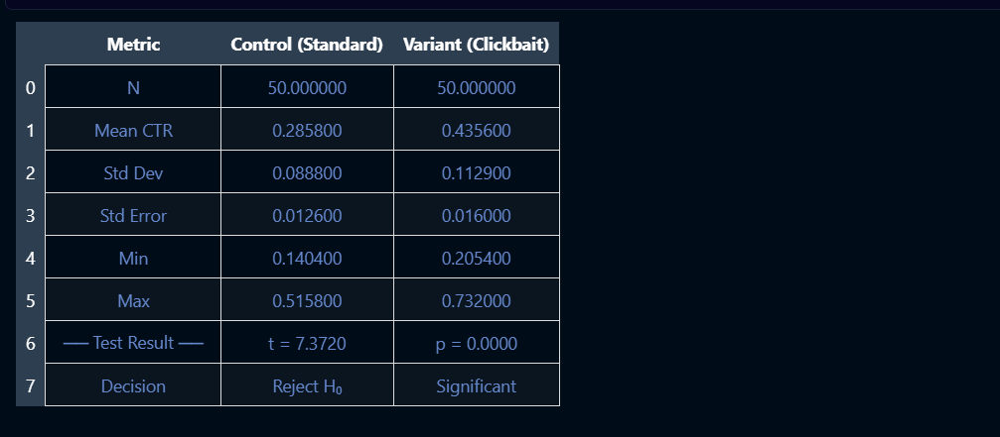 Metric Control (Standard) Variant (Clickbait)
0 N 50.000000 50.000000
1 Mean CTR 0.285800 0.435600
2 Std Dev 0.088800 0.112900
3 Std Error 0.012600 0.016000
4 Min 0.140400 0.205400
5 Max 0.515800 0.732000
6 ── Test Result ── t = 7.3720 p = 0.0000
7 Decision Reject H₀ Significant